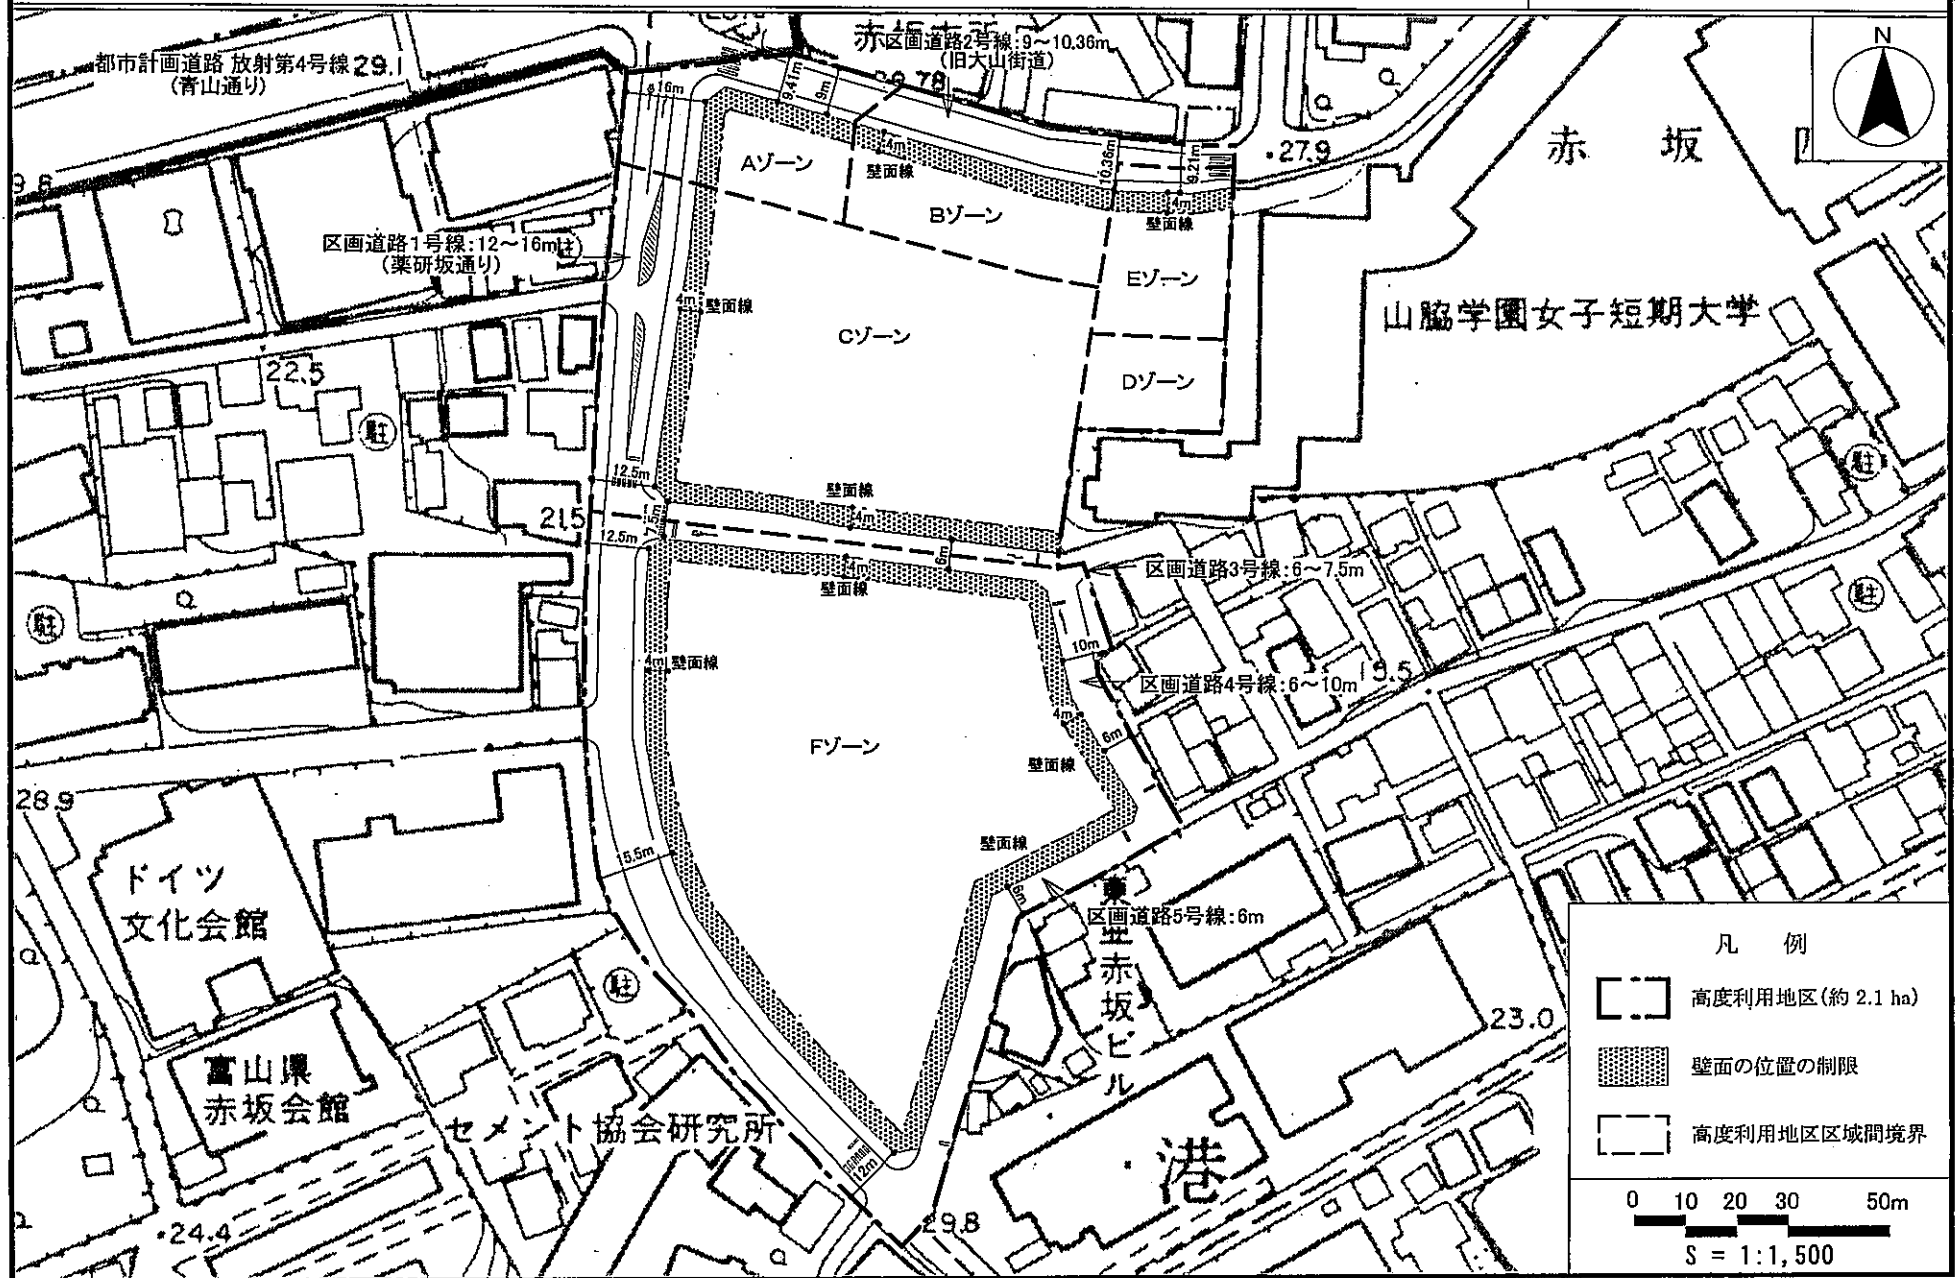 都市計画道路 放射第4号線
(青山通り)
29.1
区画道路2号線:9~10.36m
(旧大山街道)
N
16m
9.41m
9m
10.36m
9.21m
27.9
赤 坂
Aゾーン
4m
壁面線
Bゾーン
4m
壁面線
区画道路1号線:12~16m
(薬研坂通り)
Eゾーン
4m
壁面線
山脇学園女子短期大学
Cゾーン
22.5
Dゾーン
駐
駐
12.5m
壁面線
4m
21.5
12.5m
6m
4m
壁面線
区画道路3号線:6~7.5m
駐
駐
10m
4m
壁面線
区画道路4号線:6~10m
4m
6m
Fゾーン
壁面線
28.9
壁面線
15.5m
ドイツ
文化会館
6m
区画道路5号線:6m
赤坂ビル
駐
富山県
赤坂会館
セメント協会研究所
12m
港
23.0
24.4
29.8
凡 例
高度利用地区(約 2.1 ha)
壁面の位置の制限
高度利用地区区域間境界
0 10 20 30 50m
S = 1:1,500